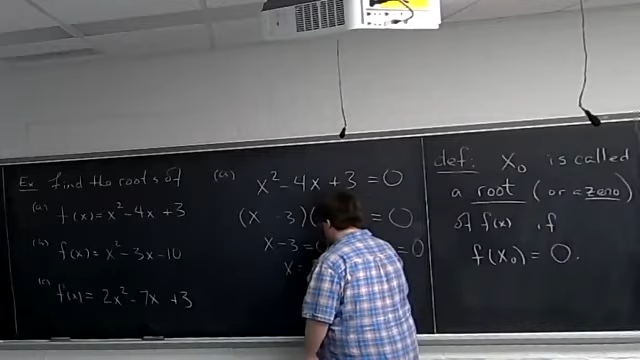 Ex Find the roots of
(a) f(x) = x² - 4x + 3
(b) f(x) = x² - 3x - 10
(c) f(x) = 2x² - 7x + 3
(a) x² - 4x + 3 = 0
(x - 3)( = 0
x - 3 = 0 = 0
x =
def: x₀ is called
a root (or a zero)
of f(x) if
f(x₀) = 0.